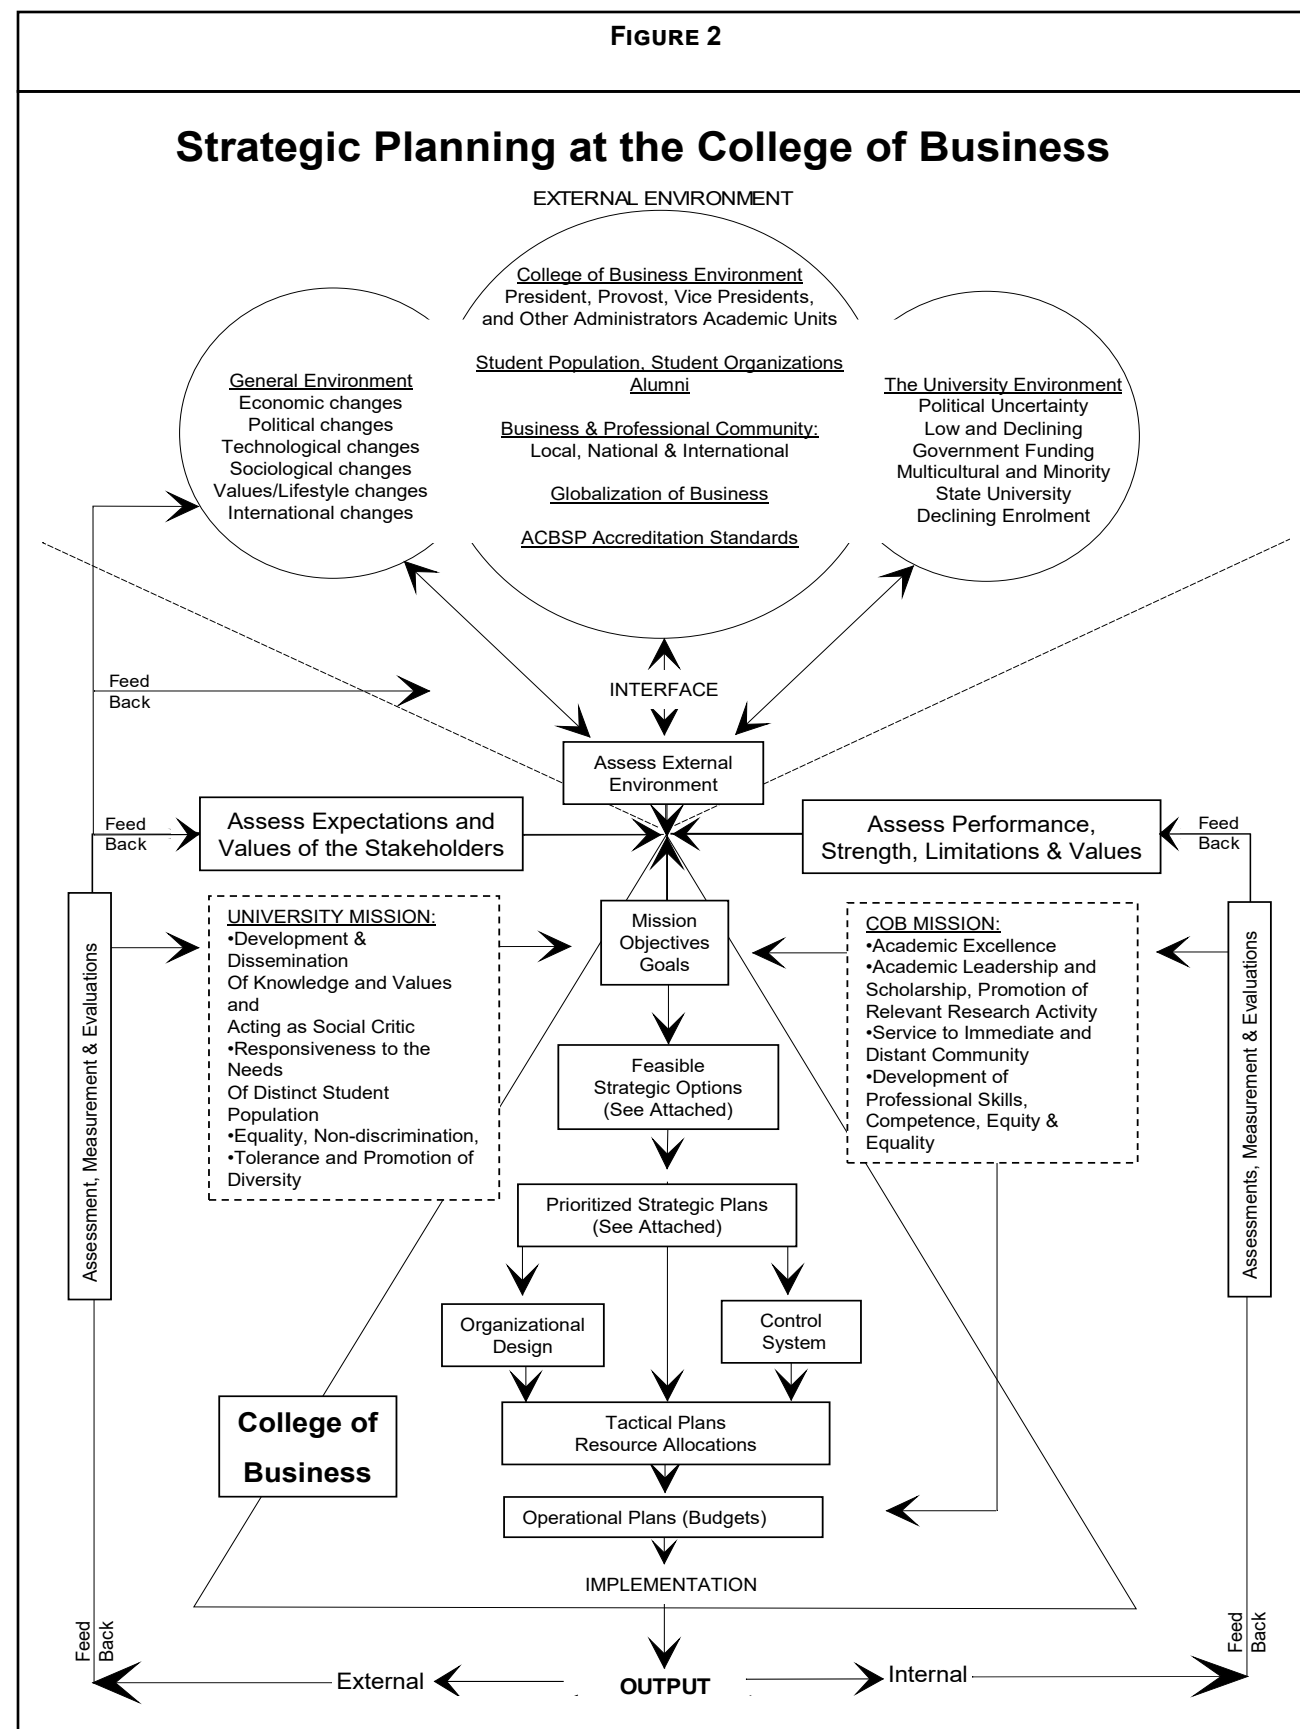 FIGURE 2
Strategic Planning at the College of Business
EXTERNAL ENVIRONMENT
College of Business Environment
President, Provost, Vice Presidents,
and Other Administrators Academic Units
Student Population, Student Organizations
Alumni
Business & Professional Community:
Local, National & International
Globalization of Business
ACBSP Accreditation Standards
General Environment
Economic changes
Political changes
Technological changes
Sociological changes
Values/Lifestyle changes
International changes
The University Environment
Political Uncertainty
Low and Declining
Government Funding
Multicultural and Minority
State University
Declining Enrolment
Feed
Back
INTERFACE
Assess External
Environment
Feed
Back
Assess Expectations and
Values of the Stakeholders
Assess Performance,
Strength, Limitations & Values
Feed
Back
Assessment, Measurement & Evaluations
UNIVERSITY MISSION:
•Development &
Dissemination
Of Knowledge and Values
and
Acting as Social Critic
•Responsiveness to the
Needs
Of Distinct Student
Population
•Equality, Non-discrimination,
•Tolerance and Promotion of
Diversity
Mission
Objectives
Goals
COB MISSION:
•Academic Excellence
•Academic Leadership and
Scholarship, Promotion of
Relevant Research Activity
•Service to Immediate and
Distant Community
•Development of
Professional Skills,
Competence, Equity &
Equality
Assessments, Measurement & Evaluations
Feasible
Strategic Options
(See Attached)
Prioritized Strategic Plans
(See Attached)
Organizational
Design
Control
System
College of
Business
Tactical Plans
Resource Allocations
Operational Plans (Budgets)
IMPLEMENTATION
Feed
Back
Feed
Back
External
OUTPUT
Internal